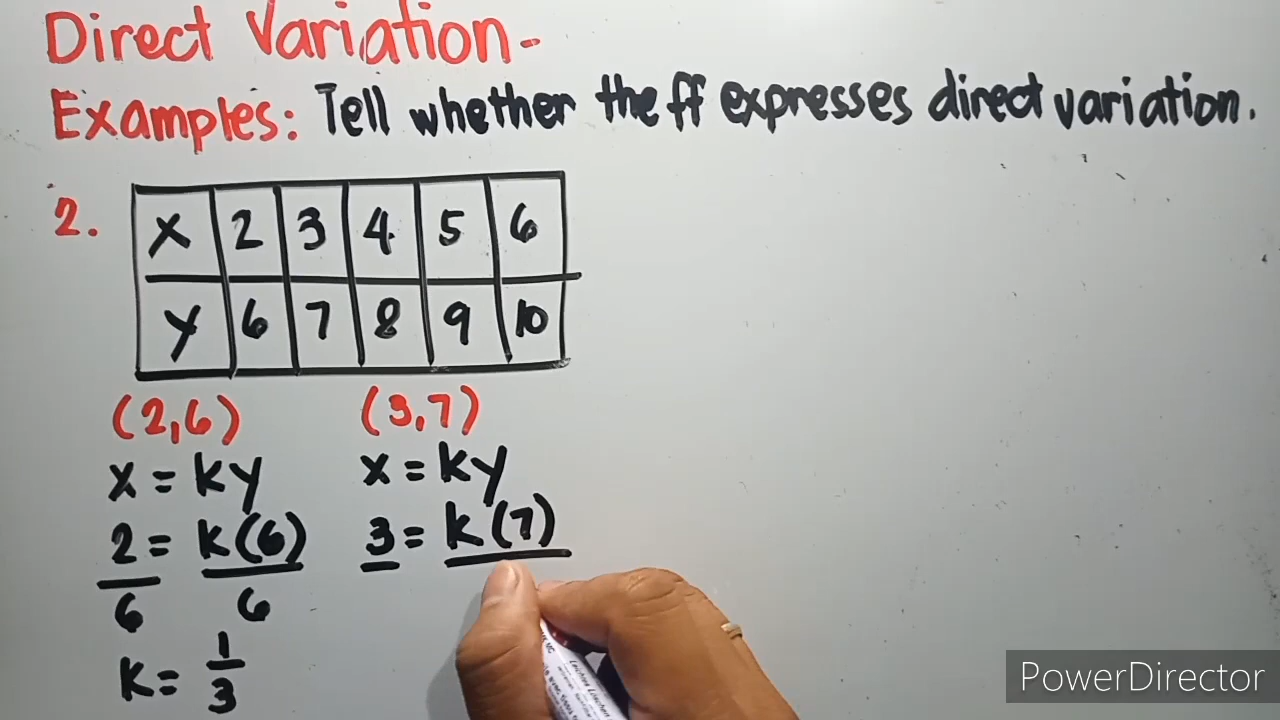 Direct Variation-
Examples: Tell whether the ff expresses direct variation.
2.
X 2 3 4 5 6
Y 6 7 8 9 10
(2,6) (3,7)
x = ky x = ky
2 = k(6) 3 = k(7)
6 6
k = 1/3
PowerDirector